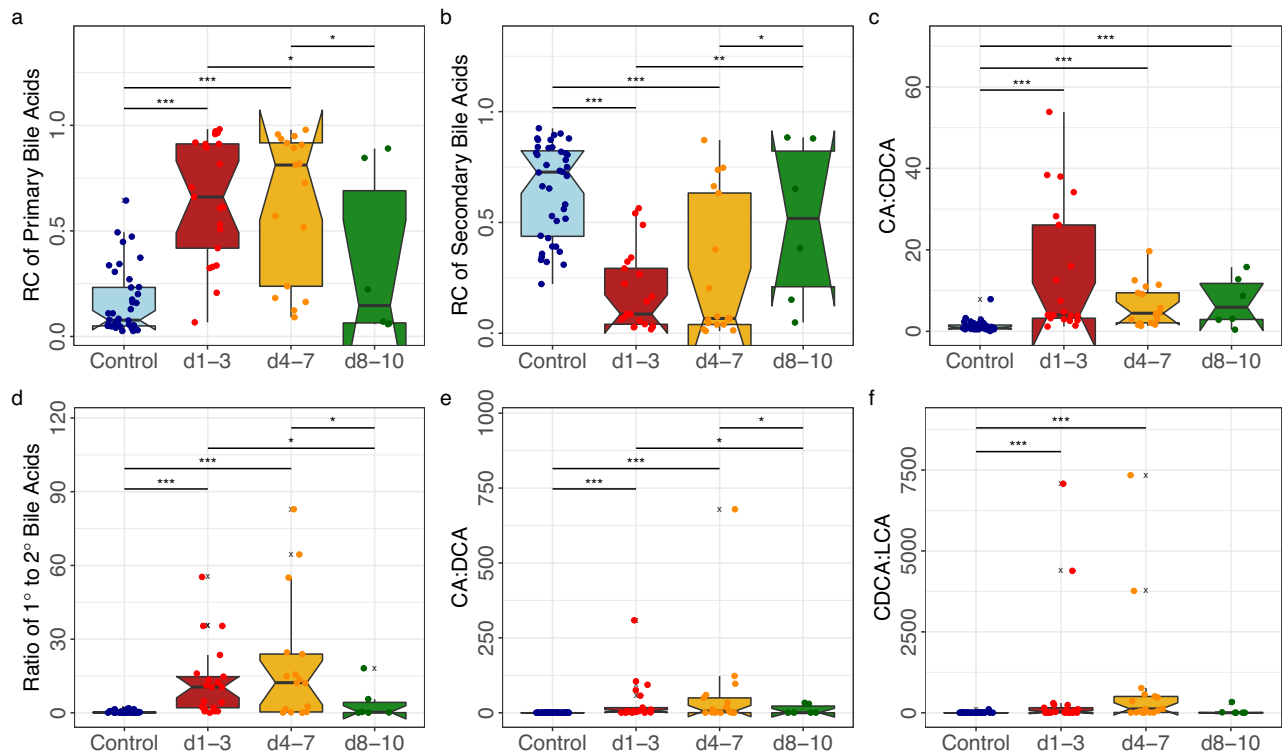 a
RC of Primary Bile Acids
1.0
0.5
0.0
*
*
***
***
Control d1–3 d4–7 d8–10
b
RC of Secondary Bile Acids
1.0
0.5
0.0
*
**
***
***
Control d1–3 d4–7 d8–10
c
CA:CDCA
60
40
20
0
***
***
***
Control d1–3 d4–7 d8–10
d
Ratio of 1° to 2° Bile Acids
120
90
60
30
0
*
*
***
***
Control d1–3 d4–7 d8–10
e
CA:DCA
1000
750
500
250
0
*
*
***
***
Control d1–3 d4–7 d8–10
f
CDCA:LCA
7500
5000
2500
0
***
***
Control d1–3 d4–7 d8–10